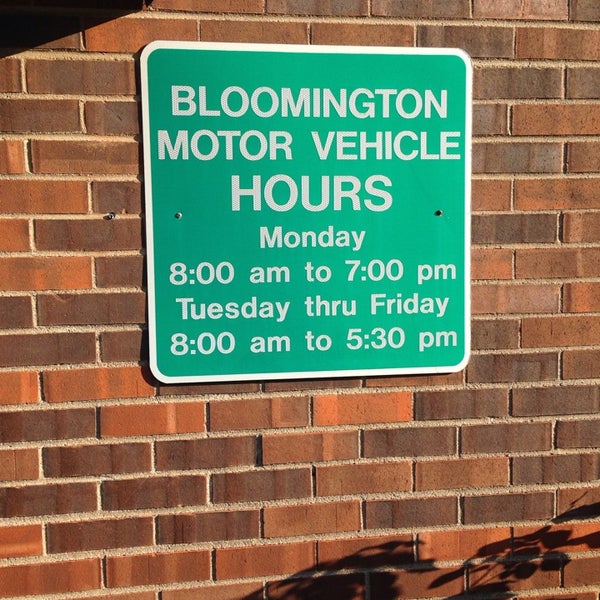 BLOOMINGTON
MOTOR VEHICLE
HOURS
Monday
8:00 am to 7:00 pm
Tuesday thru Friday
8:00 am to 5:30 pm